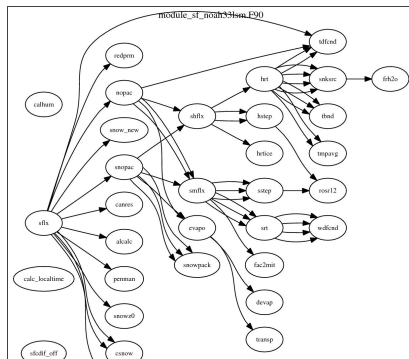 module_sf_noah33lsm.F90
tdfcnd
redprm
hrt
snksrc
frh2o
nopac
calhum
shflx
hstep
tbnd
snow_new
hrtice
tmpavg
snopac
smflx
sstep
rosr12
canres
sflx
evapo
srt
wdfcnd
alcalc
snowpack
fac2mit
calc_localtime
penman
devap
snowz0
transp
sfcdif_off
csnow